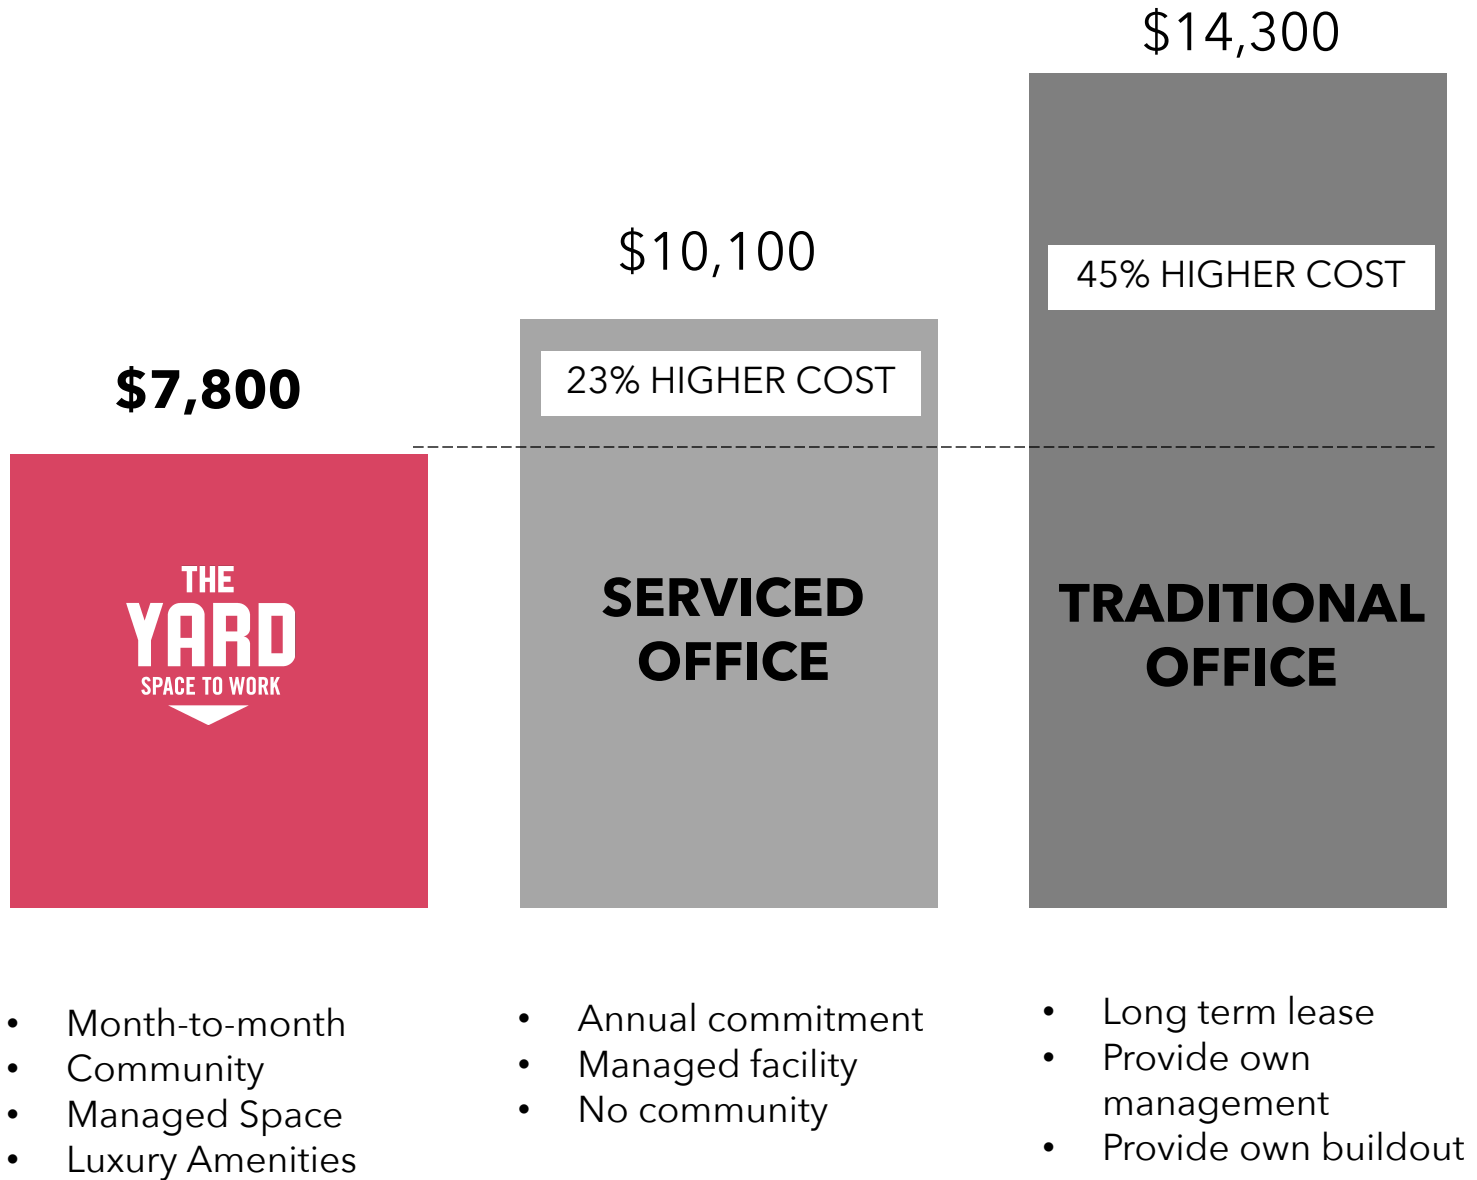 $14,300
$10,100
45% HIGHER COST
$7,800
23% HIGHER COST
THE
YARD
SPACE TO WORK
SERVICED
OFFICE
TRADITIONAL
OFFICE
• Month-to-month
• Community
• Managed Space
• Luxury Amenities
• Annual commitment
• Managed facility
• No community
• Long term lease
• Provide own
management
• Provide own buildout